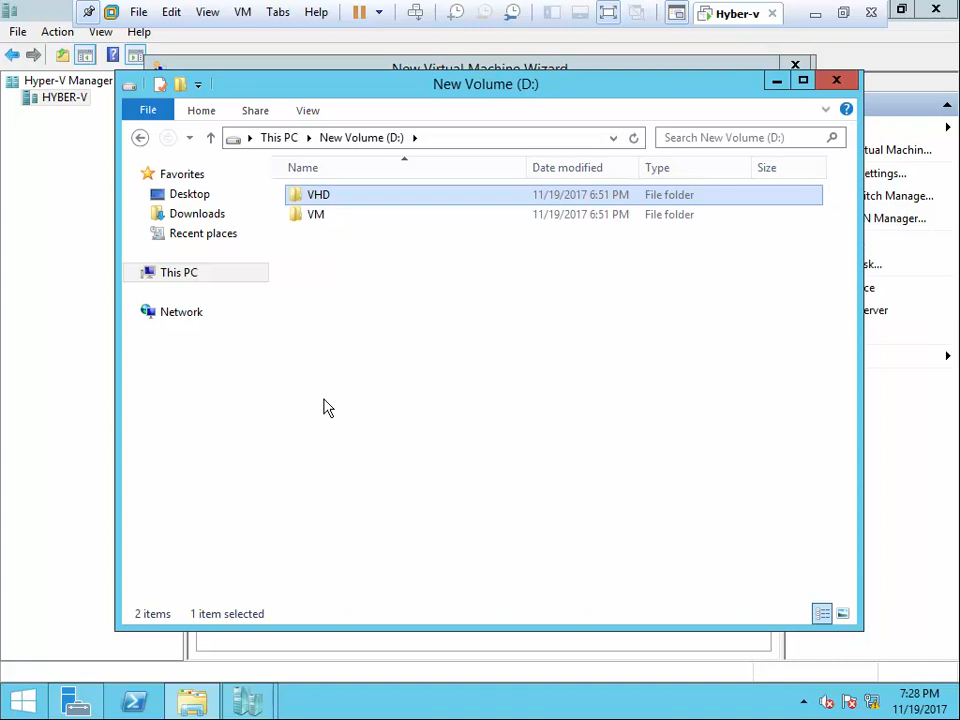 File Edit View VM Tabs Help Hyber-v
File Action View Help
New Virtual Machine Wizard
Hyper-V Manager
HYBER-V
New Volume (D:)
File Home Share View
This PC New Volume (D:) Search New Volume (D:)
Name Date modified Type Size
Favorites
Desktop
Downloads
Recent places
This PC
Network
VHD 11/19/2017 6:51 PM File folder
VM 11/19/2017 6:51 PM File folder
tual Machin...
ettings...
itch Manage...
N Manager...
sk...
ce
erver
2 items 1 item selected
7:28 PM
11/19/2017